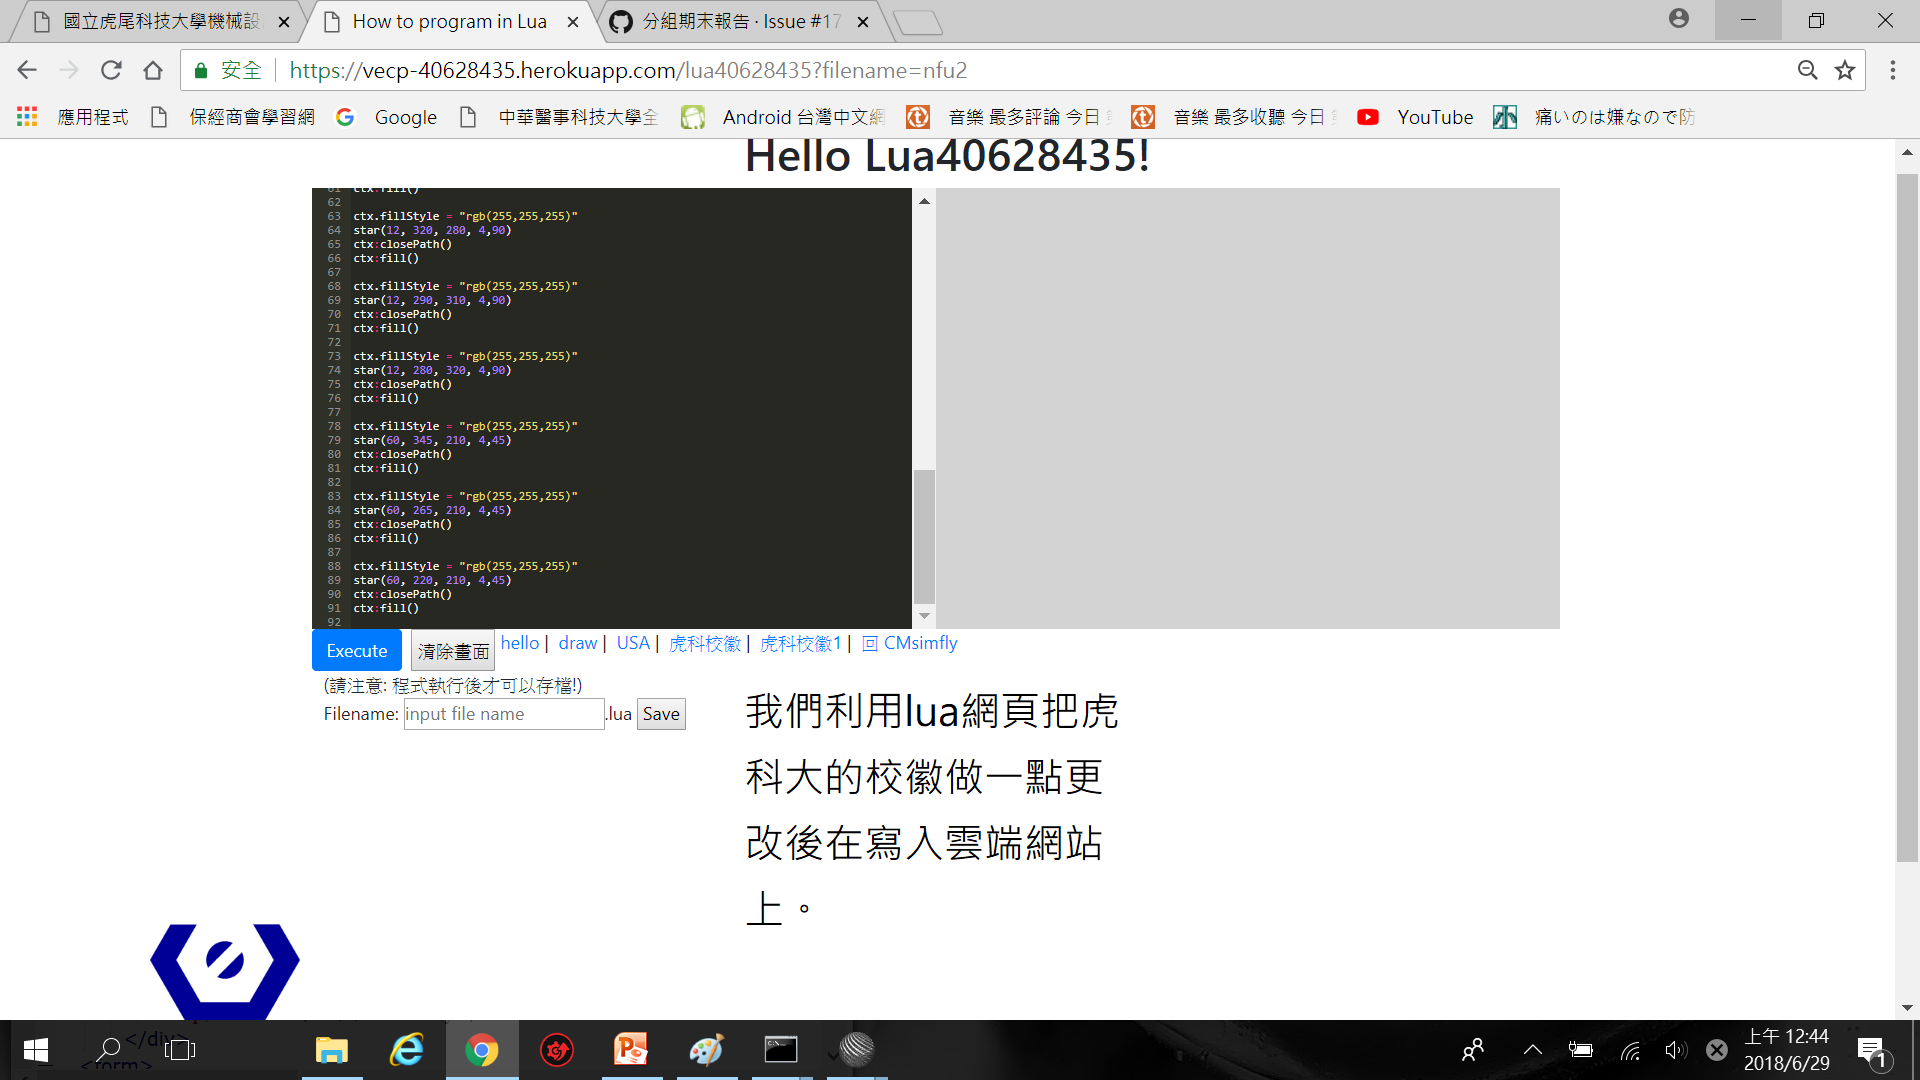 國立虎尾科技大學機械設
How to program in Lua
分組期末報告 · Issue #17
安全
https://vecp-40628435.herokuapp.com/lua40628435?filename=nfu2
應用程式
保經商會學習網
Google
中華醫事科技大學全
Android 台灣中文網
音樂 最多評論 今日
音樂 最多收聽 今日
YouTube
痛いのは嫌なので防
Hello Lua40628435!
61 ctx:fill()
62
63 ctx.fillStyle = "rgb(255,255,255)"
64 star(12, 320, 280, 4,90)
65 ctx:closePath()
66 ctx:fill()
67
68 ctx.fillStyle = "rgb(255,255,255)"
69 star(12, 290, 310, 4,90)
70 ctx:closePath()
71 ctx:fill()
72
73 ctx.fillStyle = "rgb(255,255,255)"
74 star(12, 280, 320, 4,90)
75 ctx:closePath()
76 ctx:fill()
77
78 ctx.fillStyle = "rgb(255,255,255)"
79 star(60, 345, 210, 4,45)
80 ctx:closePath()
81 ctx:fill()
82
83 ctx.fillStyle = "rgb(255,255,255)"
84 star(60, 265, 210, 4,45)
85 ctx:closePath()
86 ctx:fill()
87
88 ctx.fillStyle = "rgb(255,255,255)"
89 star(60, 220, 210, 4,45)
90 ctx:closePath()
91 ctx:fill()
92
Execute 清除畫面 hello | draw | USA | 虎科校徽 | 虎科校徽1 | 回 CMsimfly
(請注意: 程式執行後才可以存檔!)
Filename: input file name .lua Save
我們利用lua網頁把虎
科大的校徽做一點更
改後在寫入雲端網站
上。
</div>
<form>
上午 12:44
2018/6/29
1